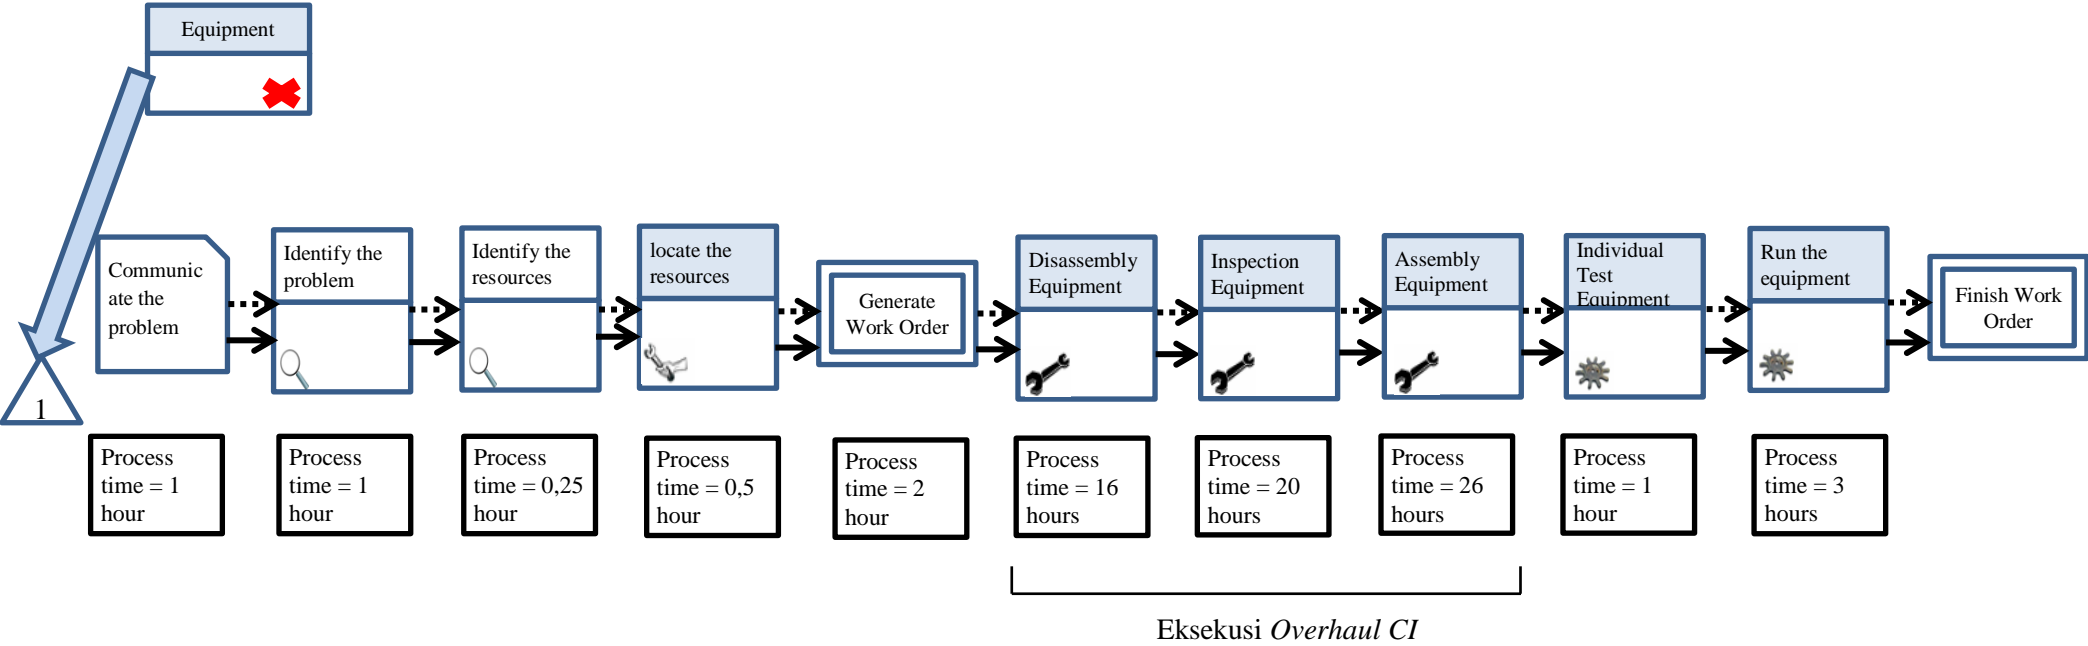 Equipment
Communic
ate the
problem
Identify the
problem
Identify the
resources
locate the
resources
Generate
Work Order
Disassembly
Equipment
Inspection
Equipment
Assembly
Equipment
Individual
Test
Equipment
Run the
equipment
Finish Work
Order
1
Process
time = 1
hour
Process
time = 1
hour
Process
time = 0,25
hour
Process
time = 0,5
hour
Process
time = 2
hour
Process
time = 16
hours
Process
time = 20
hours
Process
time = 26
hours
Process
time = 1
hour
Process
time = 3
hours
Eksekusi Overhaul CI